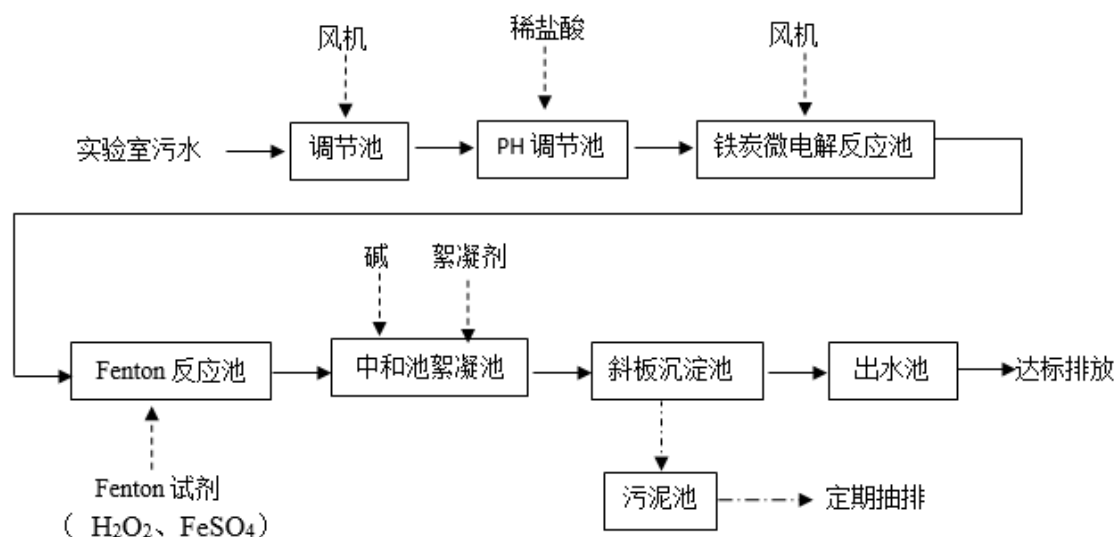 风机
稀盐酸
风机
实验室污水
调节池
PH 调节池
铁炭微电解反应池
碱
絮凝剂
Fenton 反应池
中和池絮凝池
斜板沉淀池
出水池
达标排放
Fenton 试剂
（ H₂O₂、FeSO₄）
污泥池
定期抽排